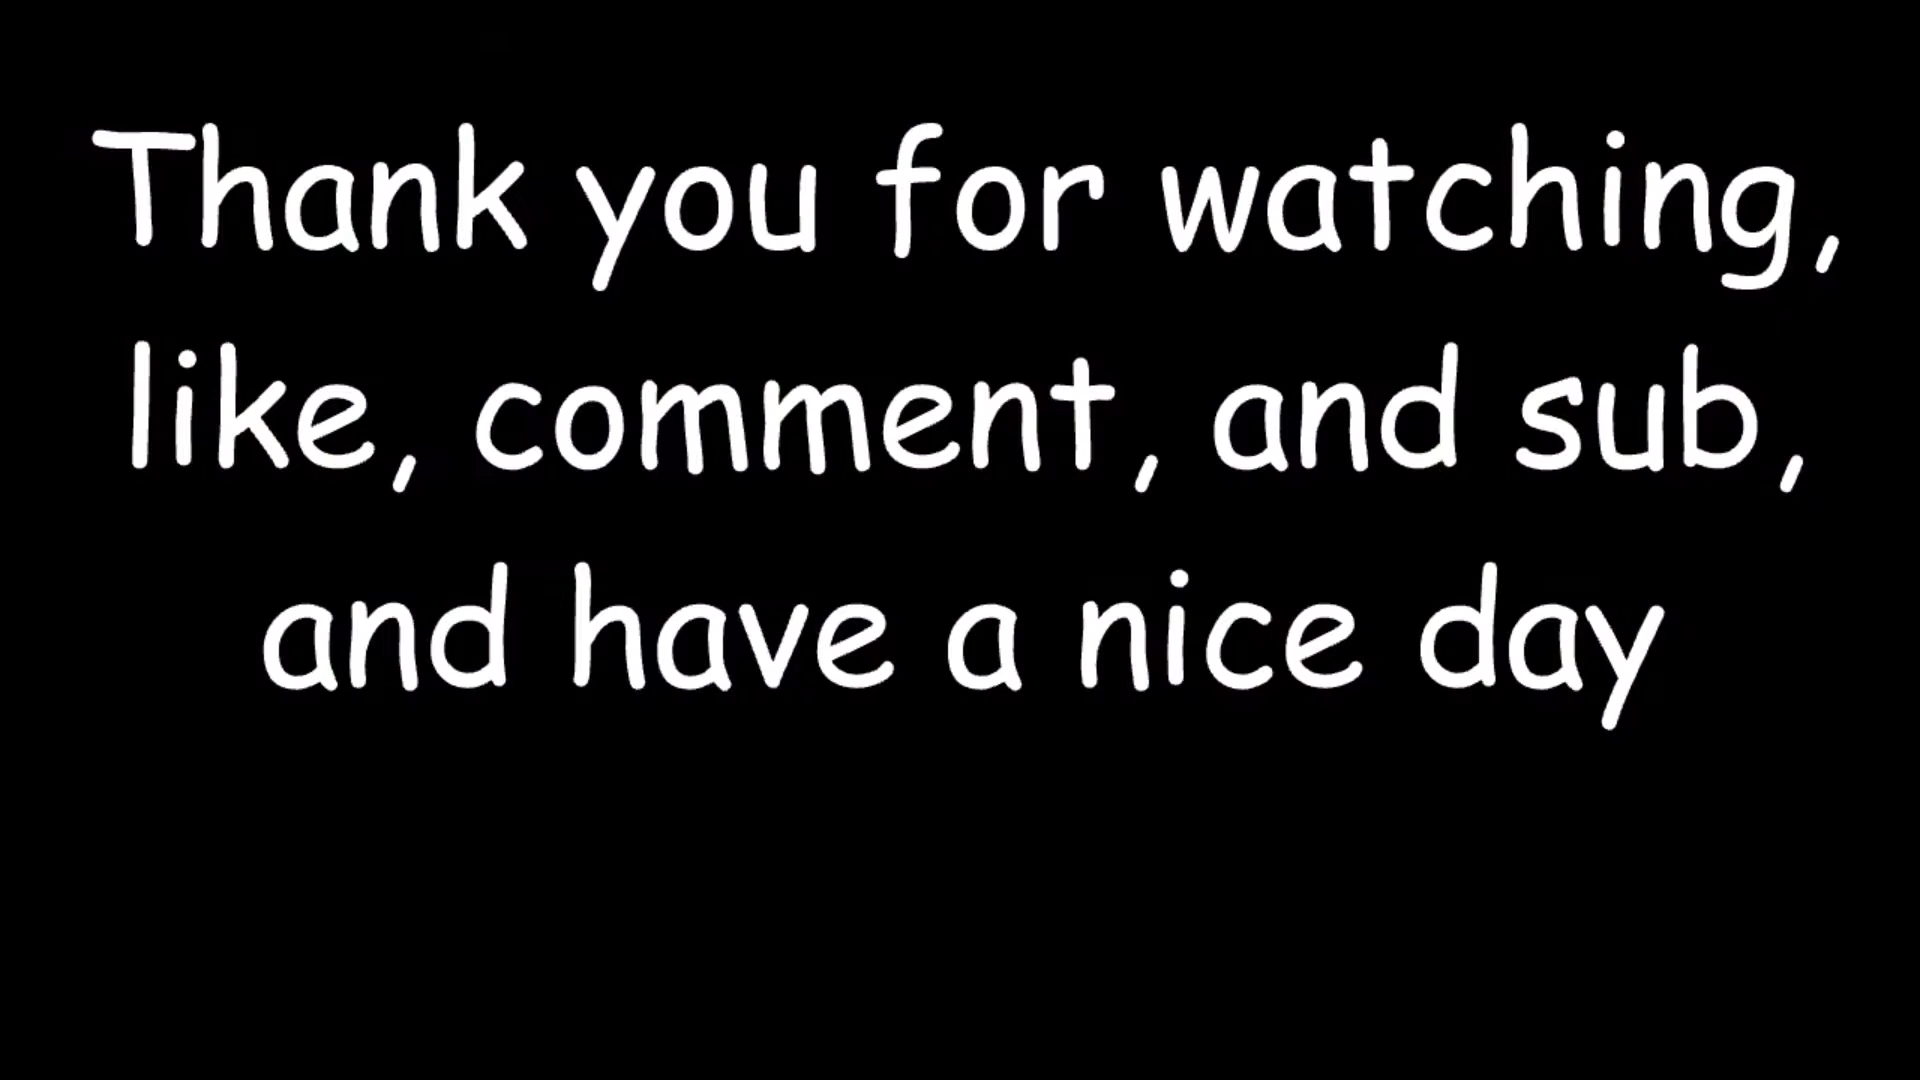 Thank you for watching,
like, comment, and sub,
and have a nice day